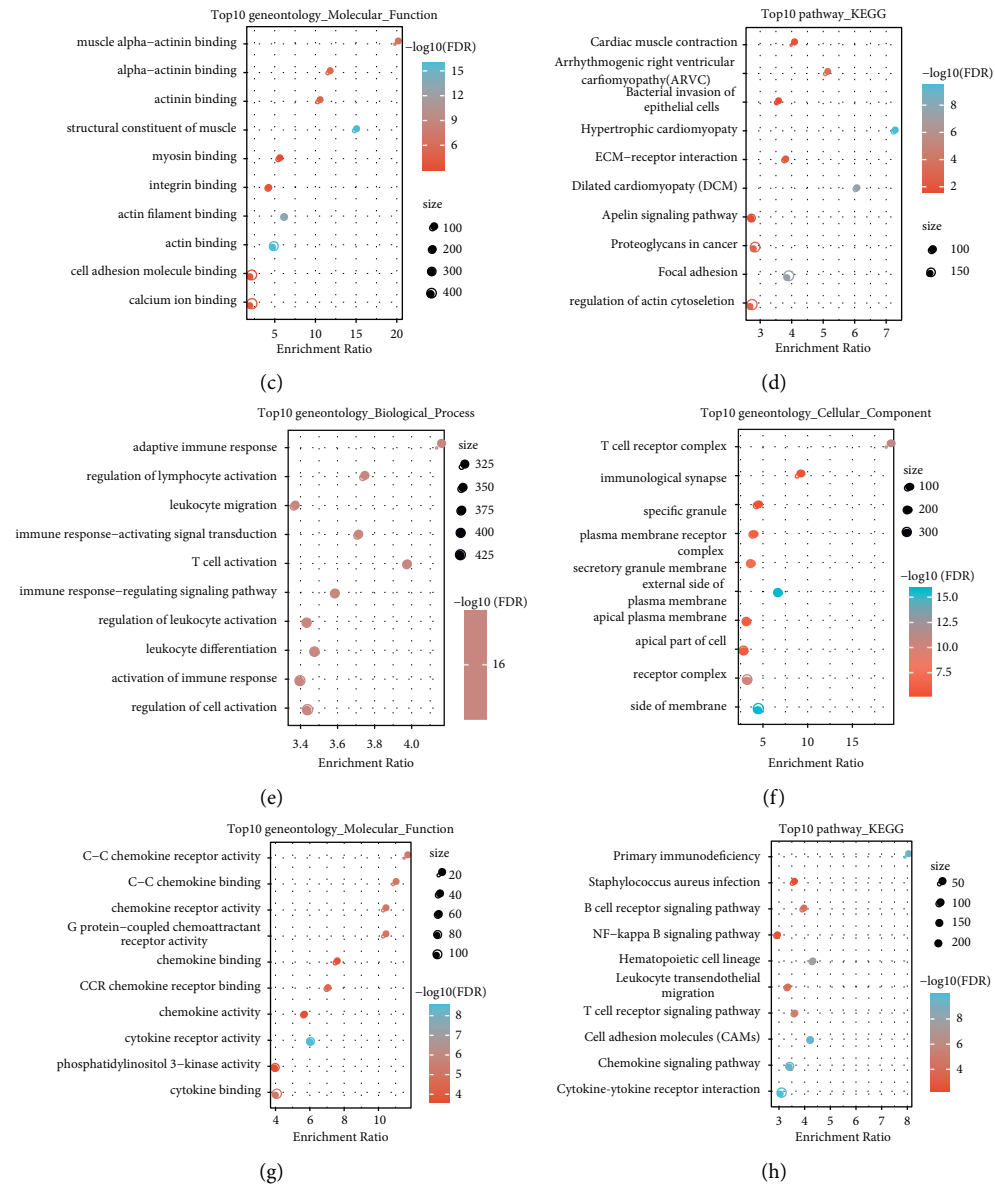 Top10 geneontology_Molecular_Function
muscle alpha−actinin binding
alpha−actinin binding
actinin binding
structural constituent of muscle
myosin binding
integrin binding
actin filament binding
actin binding
cell adhesion molecule binding
calcium ion binding
5 10 15 20
Enrichment Ratio
−log10(FDR)
15
12
9
6
size
100
200
300
400
(c)
Top10 pathway_KEGG
Cardiac muscle contraction
Arrhythmogenic right ventricular
carfiomyopathy(ARVC)
Bacterial invasion of
epithelial cells
Hypertrophic cardiomyopaty
ECM−receptor interaction
Dilated cardiomyopaty (DCM)
Apelin signaling pathway
Proteoglycans in cancer
Focal adhesion
regulation of actin cytoseletion
3 4 5 6 7
Enrichment Ratio
−log10(FDR)
8
6
4
2
size
100
150
(d)
Top10 geneontology_Biological_Process
adaptive immune response
regulation of lymphocyte activation
leukocyte migration
immune response−activating signal transduction
T cell activation
immune response−regulating signaling pathway
regulation of leukocyte activation
leukocyte differentiation
activation of immune response
regulation of cell activation
3.4 3.6 3.8 4.0
Enrichment Ratio
size
325
350
375
400
425
−log10 (FDR)
16
(e)
Top10 geneontology_Cellular_Component
T cell receptor complex
immunological synapse
specific granule
plasma membrane receptor
complex
secretory granule membrane
external side of
plasma membrane
apical plasma membrane
apical part of cell
receptor complex
side of membrane
5 10 15
Enrichment Ratio
size
100
200
300
−log10 (FDR)
15.0
12.5
10.0
7.5
(f)
Top10 geneontology_Molecular_Function
C−C chemokine receptor activity
C−C chemokine binding
chemokine receptor activity
G protein-coupled chemoattractant
receptor activity
chemokine binding
CCR chemokine receptor binding
chemokine activity
cytokine receptor activity
phosphatidylinositol 3−kinase activity
cytokine binding
4 6 8 10
Enrichment Ratio
size
20
40
60
80
100
−log10(FDR)
8
7
6
5
4
(g)
Top10 pathway_KEGG
Primary immunodeficiency
Staphylococcus aureus infection
B cell receptor signaling pathway
NF-kappa B signaling pathway
Hematopoietic cell lineage
Leukocyte transendothelial
migration
T cell receptor signaling pathway
Cell adhesion molecules (CAMs)
Chemokine signaling pathway
Cytokine-ytokine receptor interaction
3 4 3 5 6 7 8
Enrichment Ratio
size
50
100
150
200
−log10(FDR)
8
6
4
(h)